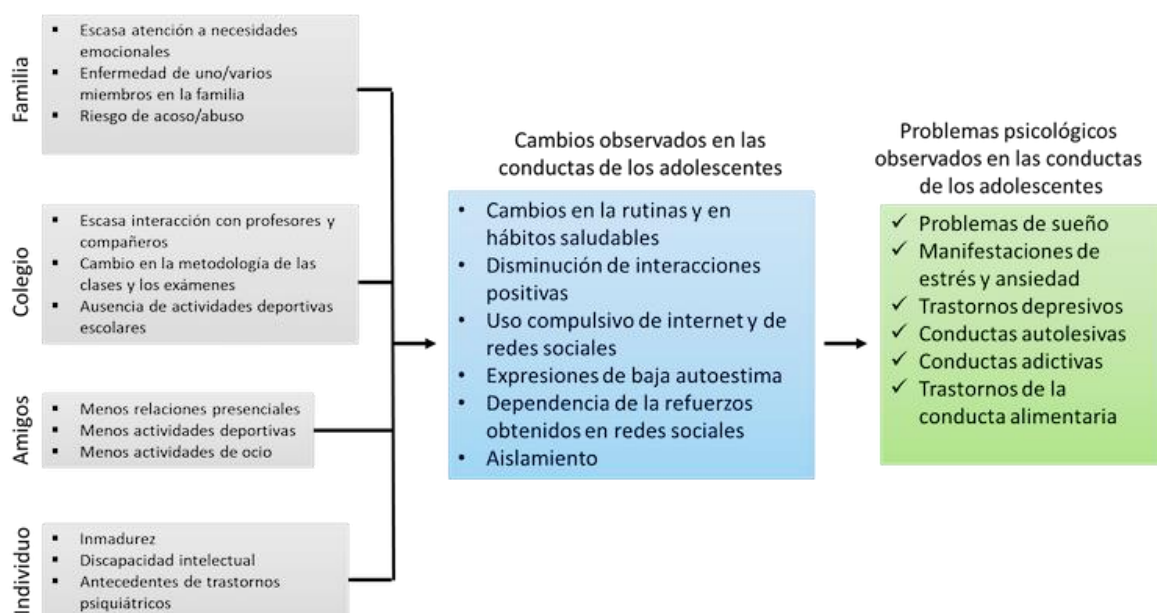 Familia
▪ Escasa atención a necesidades
emocionales
▪ Enfermedad de uno/varios
miembros en la familia
▪ Riesgo de acoso/abuso
Colegio
▪ Escasa interacción con profesores y
compañeros
▪ Cambio en la metodología de las
clases y los exámenes
▪ Ausencia de actividades deportivas
escolares
Amigos
▪ Menos relaciones presenciales
▪ Menos actividades deportivas
▪ Menos actividades de ocio
Individuo
▪ Inmadurez
▪ Discapacidad intelectual
▪ Antecedentes de trastornos
psiquiátricos
Cambios observados en las
conductas de los adolescentes
• Cambios en la rutinas y en
hábitos saludables
• Disminución de interacciones
positivas
• Uso compulsivo de internet y de
redes sociales
• Expresiones de baja autoestima
• Dependencia de la refuerzos
obtenidos en redes sociales
• Aislamiento
Problemas psicológicos
observados en las conductas
de los adolescentes
✓ Problemas de sueño
✓ Manifestaciones de
estrés y ansiedad
✓ Trastornos depresivos
✓ Conductas autolesivas
✓ Conductas adictivas
✓ Trastornos de la
conducta alimentaria